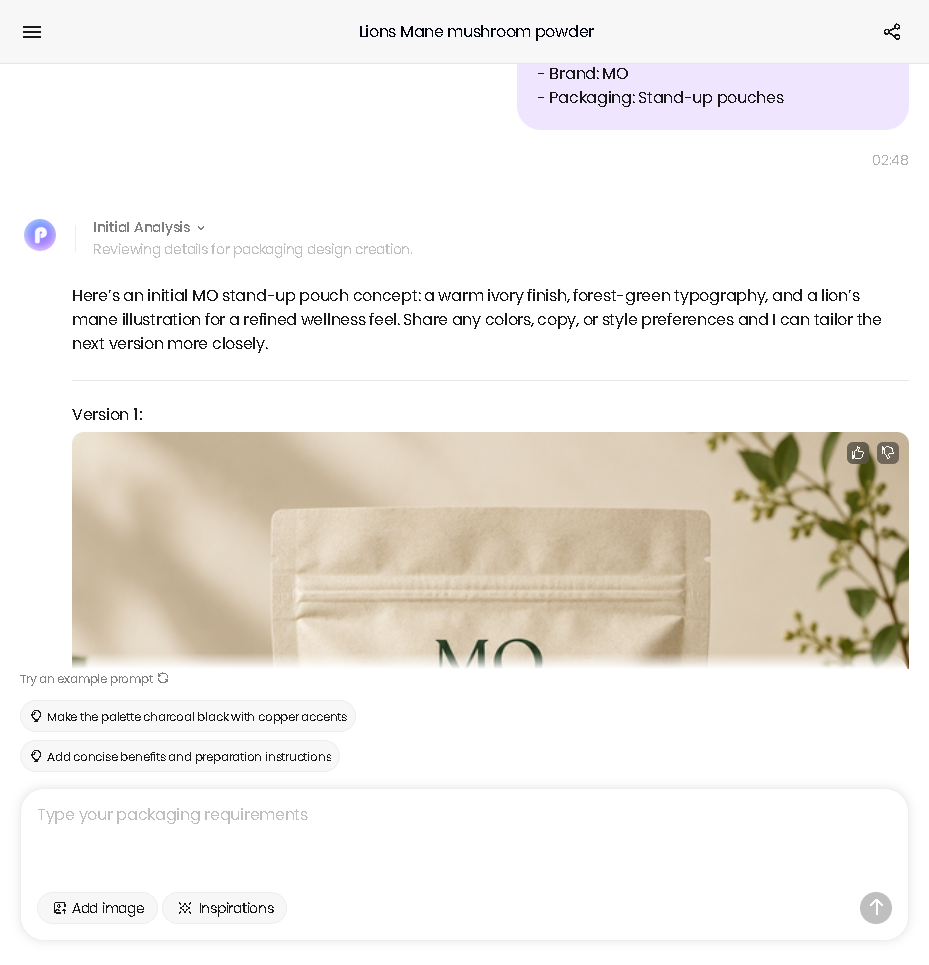 Lions Mane mushroom powder
- Brand: MO
- Packaging: Stand-up pouches
02:48
P
Initial Analysis
Reviewing details for packaging design creation.
Here's an initial MO stand-up pouch concept: a warm ivory finish, forest-green typography, and a lion's
mane illustration for a refined wellness feel. Share any colors, copy, or style preferences and I can tailor the
next version more closely.
Version 1:
MO
Try an example prompt
Make the palette charcoal black with copper accents
Add concise benefits and preparation instructions
Type your packaging requirements
Add image
Inspirations